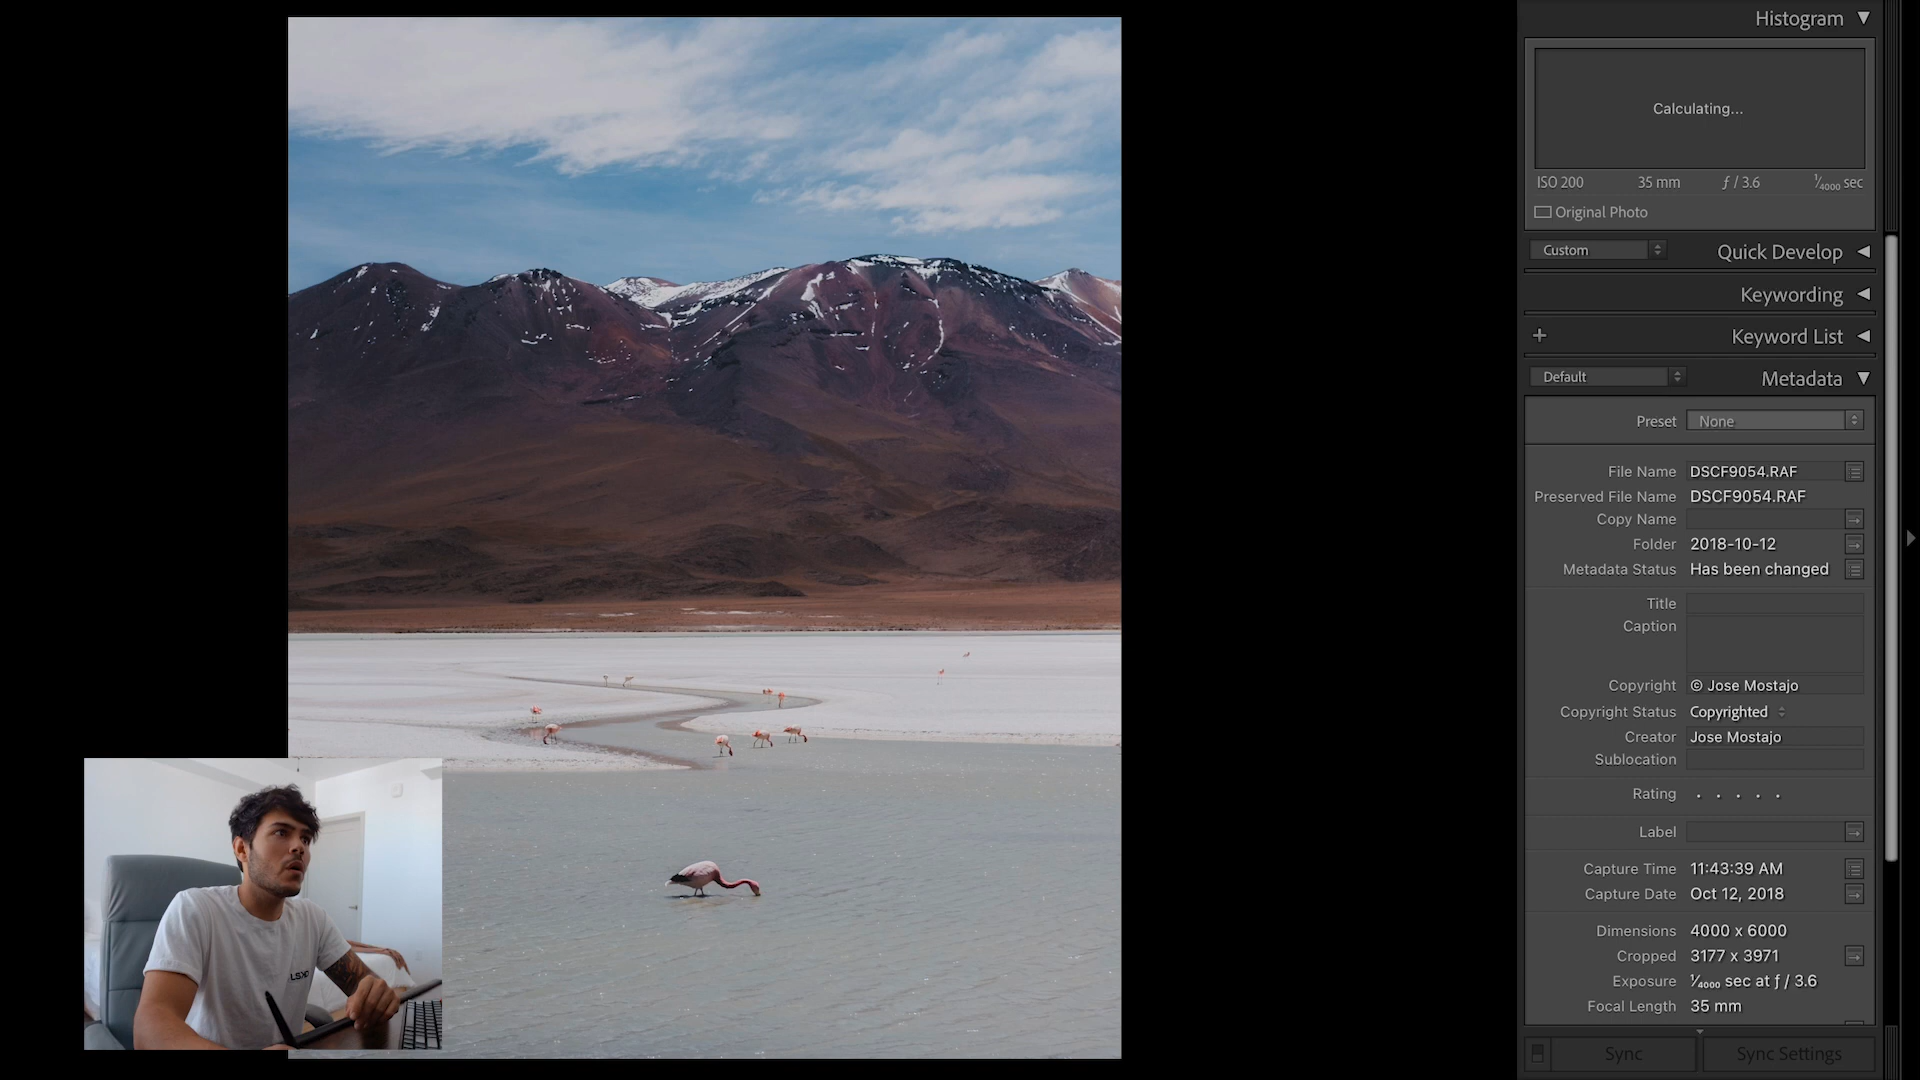 Histogram
Calculating...
ISO 200 35 mm ƒ / 3.6 1/4000 sec
Original Photo
Custom Quick Develop
Keywording
+ Keyword List
Default Metadata
Preset None
File Name DSCF9054.RAF
Preserved File Name DSCF9054.RAF
Copy Name
Folder 2018-10-12
Metadata Status Has been changed
Title
Caption
Copyright © Jose Mostajo
Copyright Status Copyrighted
Creator Jose Mostajo
Sublocation
Rating . . . . .
Label
Capture Time 11:43:39 AM
Capture Date Oct 12, 2018
Dimensions 4000 x 6000
Cropped 3177 x 3971
Exposure 1/4000 sec at ƒ / 3.6
Focal Length 35 mm
Sync Sync Settings